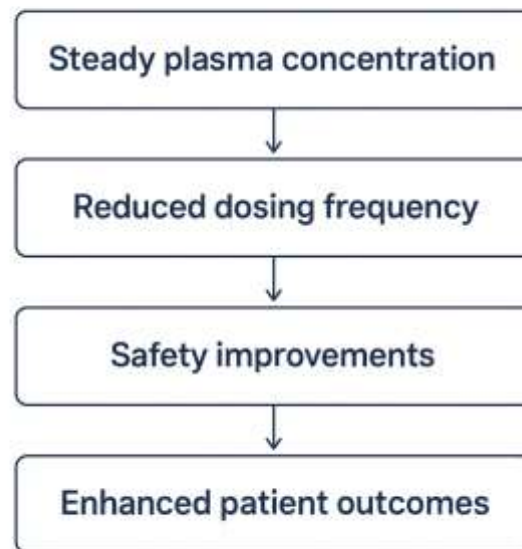 Steady plasma concentration
Reduced dosing frequency
Safety improvements
Enhanced patient outcomes